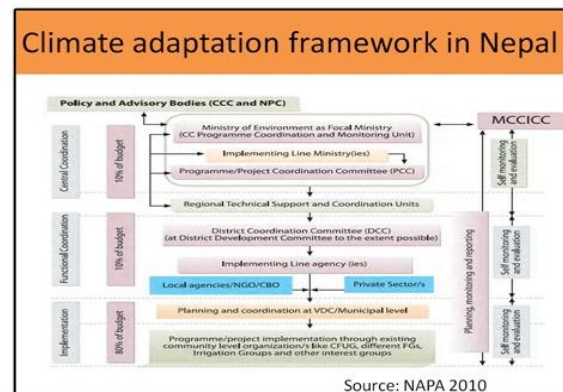 Climate adaptation framework in Nepal
Policy and Advisory Bodies (CCC and NPC)
Ministry of Environment as Focal Ministry
(CC Programme Coordination and Monitoring Unit)
MCCICC
Implementing Line Ministry(ies)
Programme/Project Coordination Committee (PCC)
Central Coordination
10% of budget
Self monitoring
and evaluation
Regional Technical Support and Coordination Units
District Coordination Committee (DCC)
(at District Development Committee to the extent possible)
Implementing Line agency (ies)
Local agencies/NGO/CBO
Private Sector/s
Functional Coordination
10% of budget
Planning, monitoring and reporting
Self monitoring
and evaluation
Planning and coordination at VDC/Municipal level
Programme/project implementation through existing
community level organization/s like CFUG, different FGs,
Irrigation Groups and other interest groups
Implementation
80% of budget
Self monitoring
and evaluation
Source: NAPA 2010